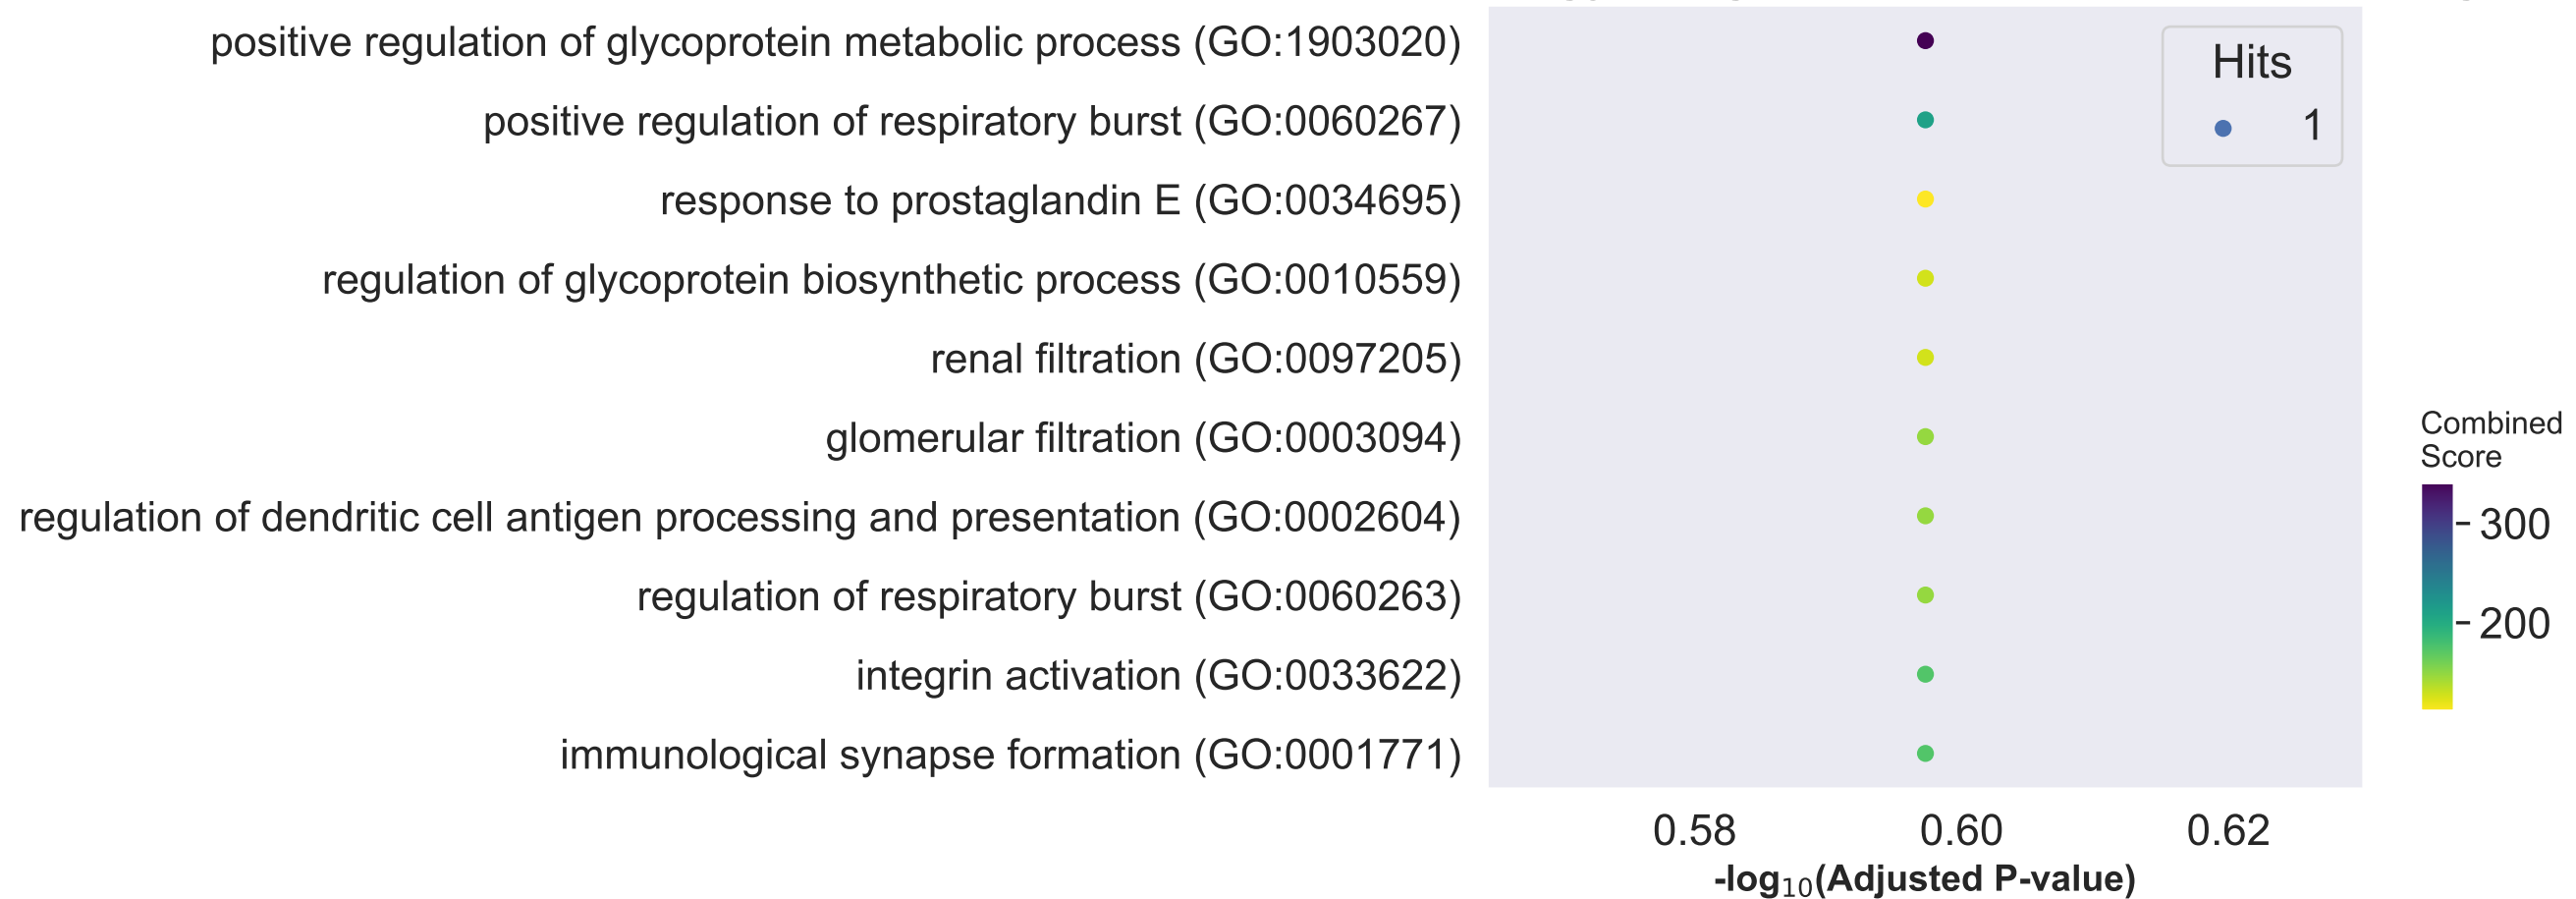 positive regulation of glycoprotein metabolic process (GO:1903020)
positive regulation of respiratory burst (GO:0060267)
response to prostaglandin E (GO:0034695)
regulation of glycoprotein biosynthetic process (GO:0010559)
renal filtration (GO:0097205)
glomerular filtration (GO:0003094)
regulation of dendritic cell antigen processing and presentation (GO:0002604)
regulation of respiratory burst (GO:0060263)
integrin activation (GO:0033622)
immunological synapse formation (GO:0001771)
Hits
1
Combined
Score
300
200
0.58 0.60 0.62
-log₁₀(Adjusted P-value)